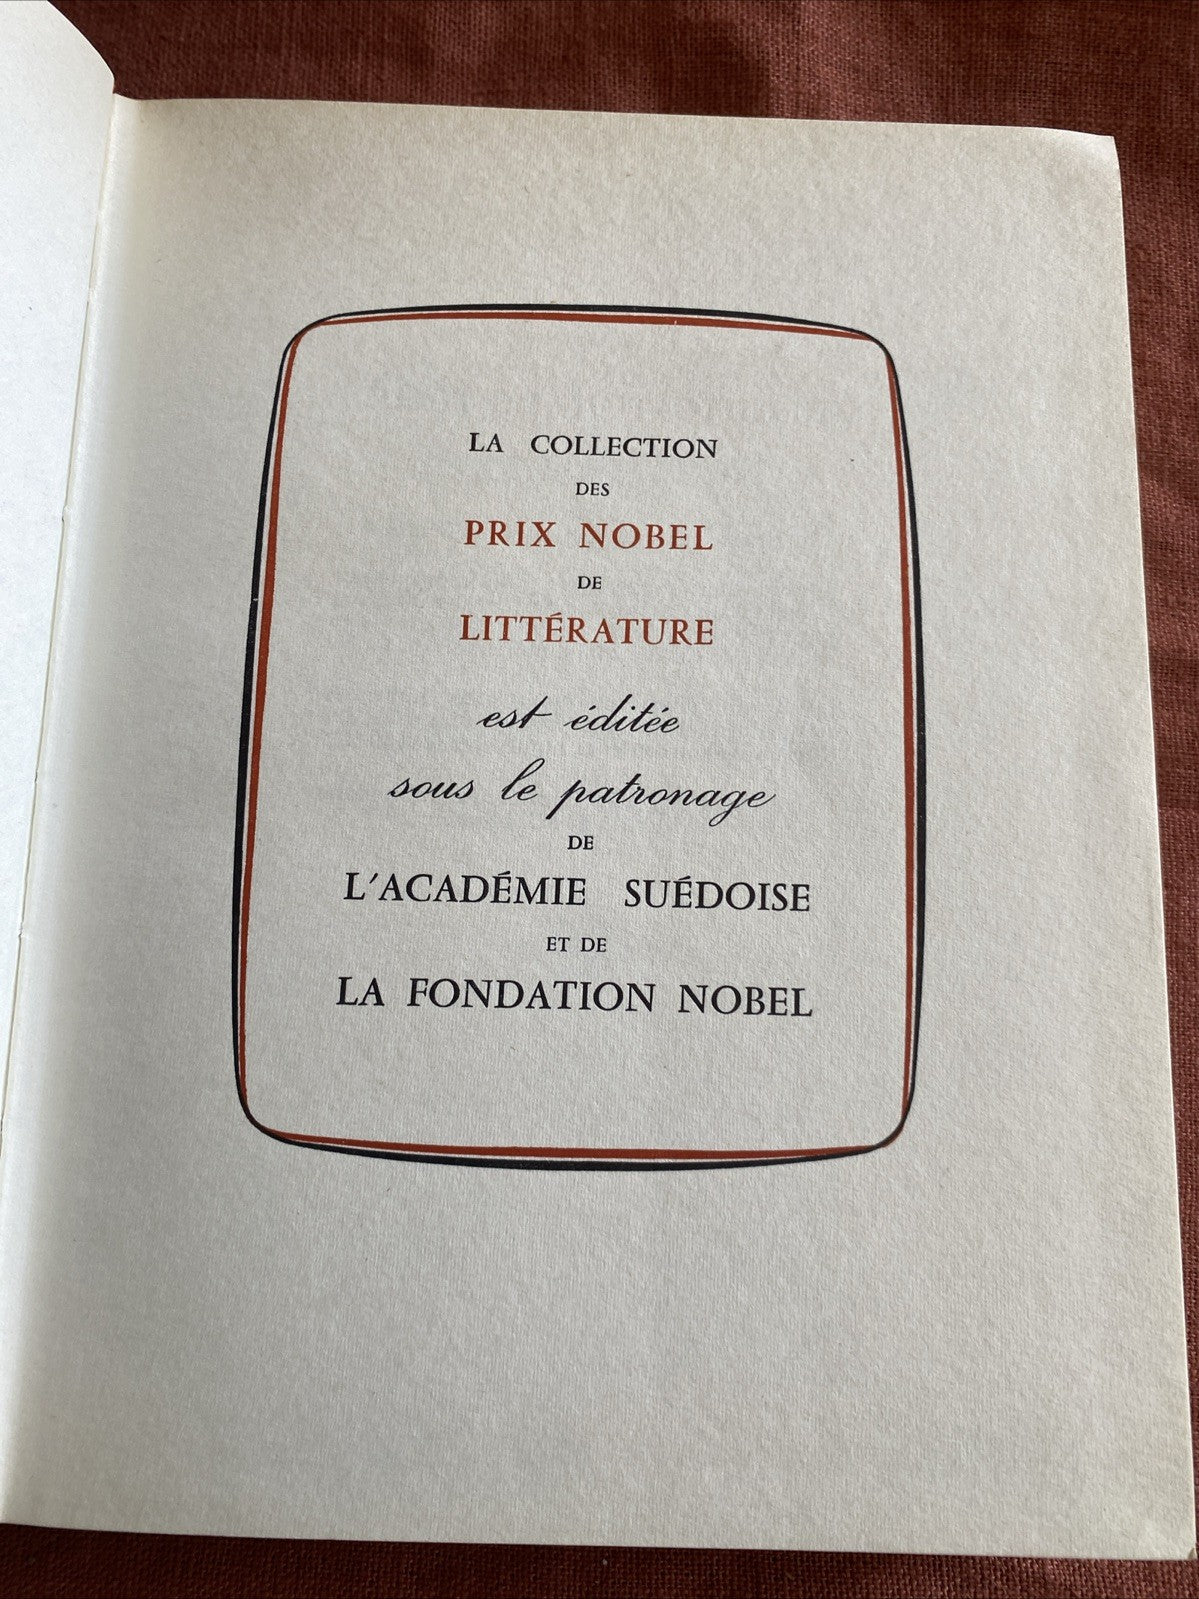 LA COLLECTION
DES
PRIX NOBEL
DE
LITTÉRATURE
est éditée
sous le patronage
DE
L'ACADÉMIE SUÉDOISE
ET DE
LA FONDATION NOBEL